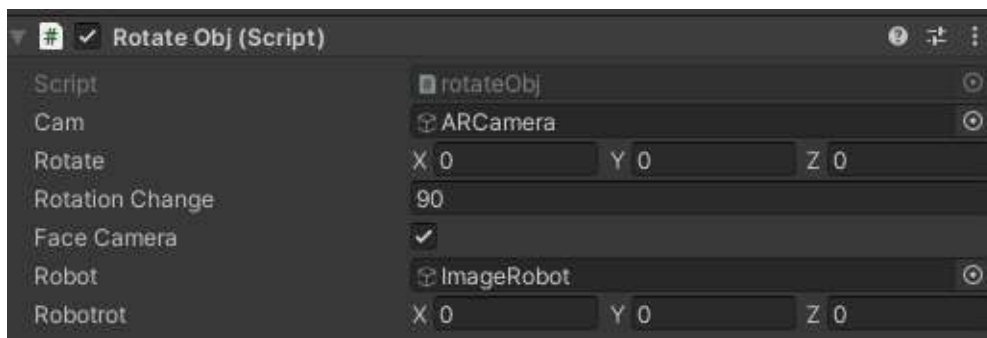 # Rotate Obj (Script)
Script rotateObj
Cam ARCamera
Rotate X 0 Y 0 Z 0
Rotation Change 90
Face Camera
Robot ImageRobot
Robotrot X 0 Y 0 Z 0